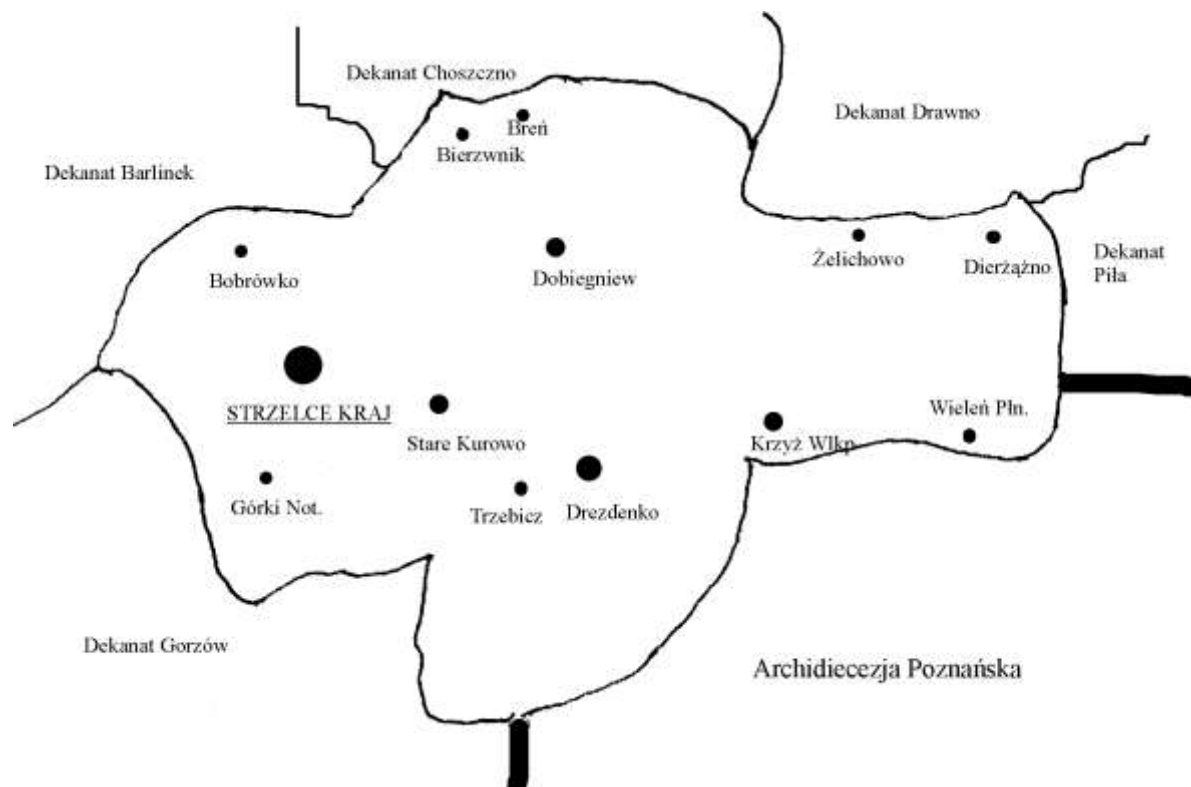 Dekanat Choszczno
Dekanat Drawno
Breń
Bierzwnik
Dekanat Barlinek
Dekanat
Piła
Żelichowo
Dierżążno
Bobrówko
Dobiegniew
STRZELCE KRAJ
Wieleń Płn.
Stare Kurowo
Krzyż Wlkp.
Górki Not.
Trzebicz
Drezdenko
Dekanat Gorzów
Archidiecezja Poznańska